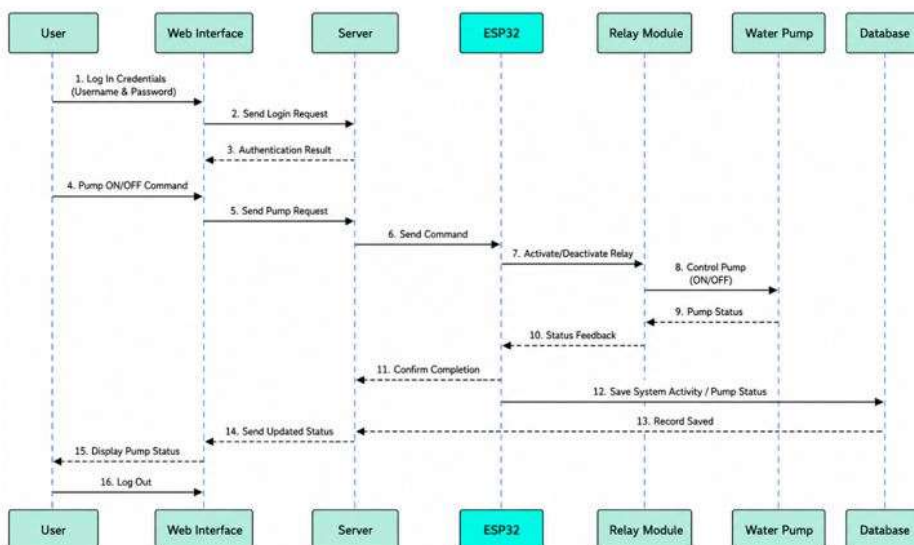 User
Web Interface
Server
ESP32
Relay Module
Water Pump
Database
1. Log In Credentials
(Username & Password)
2. Send Login Request
3. Authentication Result
4. Pump ON/OFF Command
5. Send Pump Request
6. Send Command
7. Activate/Deactivate Relay
8. Control Pump
(ON/OFF)
9. Pump Status
10. Status Feedback
11. Confirm Completion
12. Save System Activity / Pump Status
13. Record Saved
14. Send Updated Status
15. Display Pump Status
16. Log Out
User
Web Interface
Server
ESP32
Relay Module
Water Pump
Database